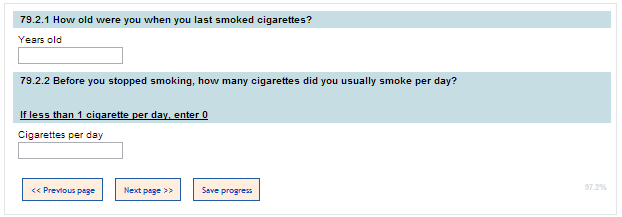 79.2.1 How old were you when you last smoked cigarettes?
Years old
79.2.2 Before you stopped smoking, how many cigarettes did you usually smoke per day?
If less than 1 cigarette per day, enter 0
Cigarettes per day
<< Previous page
Next page >>
Save progress
97.2%